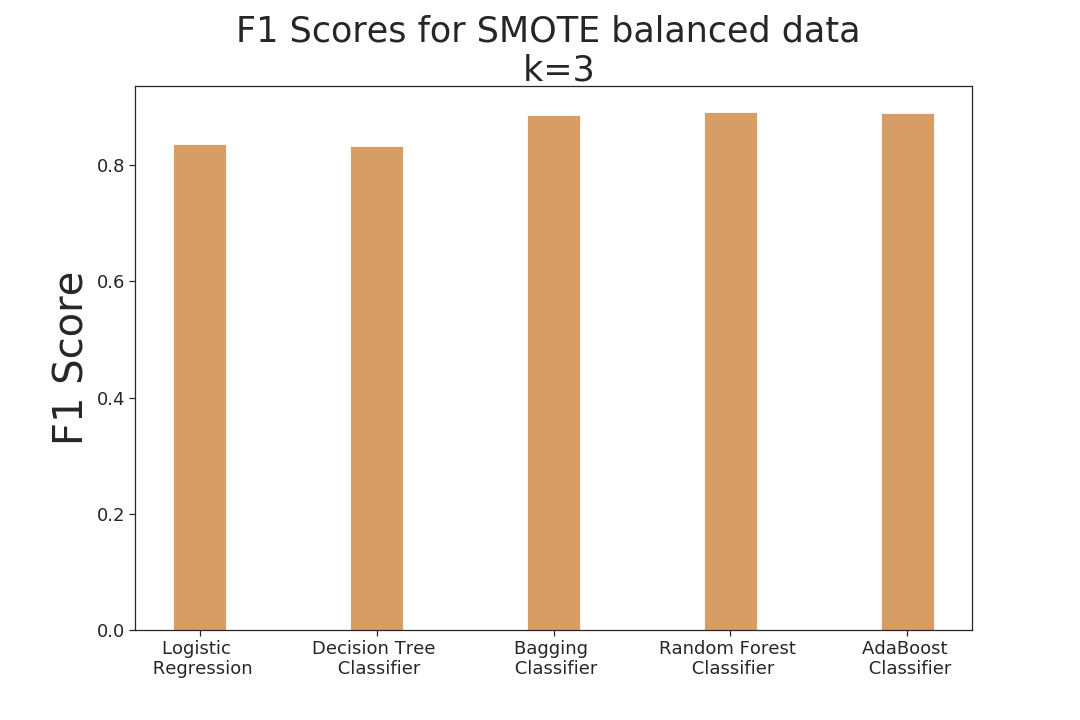 F1 Scores for SMOTE balanced data
k=3
F1 Score
0.8
0.6
0.4
0.2
0.0
Logistic
Regression
Decision Tree
Classifier
Bagging
Classifier
Random Forest
Classifier
AdaBoost
Classifier